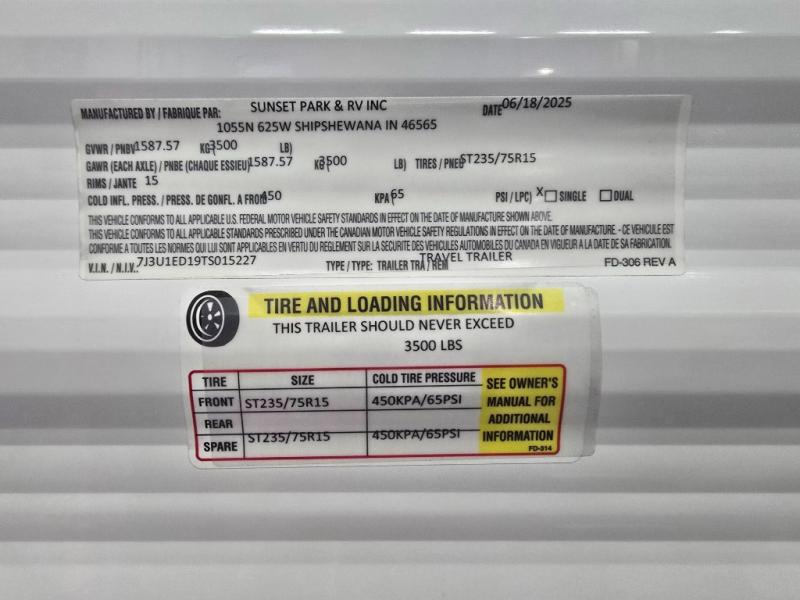 MANUFACTURED BY / FABRIQUE PAR: SUNSET PARK & RV INC DATE 06/18/2025
1055N 625W SHIPSHEWANA IN 46565
GVWR / PNBV 1587.57 KG 3500 LB)
GAWR (EACH AXLE) / PNBE (CHAQUE ESSIEU) 1587.57 KG 3500 LB) TIRES / PNEU ST235/75R15
RIMS / JANTE 15
COLD INFL. PRESS. / PRESS. DE GONFL. A FROID 450 KPA 65 PSI / LPC) X SINGLE DUAL
THIS VEHICLE CONFORMS TO ALL APPLICABLE U.S. FEDERAL MOTOR VEHICLE SAFETY STANDARDS IN EFFECT ON THE DATE OF MANUFACTURE SHOWN ABOVE.
THIS VEHICLE CONFORMS TO ALL APPLICABLE STANDARDS PRESCRIBED UNDER THE CANADIAN MOTOR VEHICLE SAFETY REGULATIONS IN EFFECT ON THE DATE OF MANUFACTURE. - CE VEHICULE EST
CONFORME A TOUTES LES NORMES QUI LUI SONT APPLICABLES EN VERTU DU REGLEMENT SUR LA SECURITE DES VEHICULES AUTOMOBILES DU CANADA EN VIGUEUR A LA DATE DE SA FABRICATION.
V.I.N. / N.I.V.: 7J3U1ED19TS015227 TYPE / TYPE: TRAILER TRA / REM TRAVEL TRAILER FD-306 REV A
TIRE AND LOADING INFORMATION
THIS TRAILER SHOULD NEVER EXCEED
3500 LBS
TIRE SIZE COLD TIRE PRESSURE
FRONT ST235/75R15 450KPA/65PSI
REAR
SPARE ST235/75R15 450KPA/65PSI
SEE OWNER'S
MANUAL FOR
ADDITIONAL
INFORMATION
FD-314